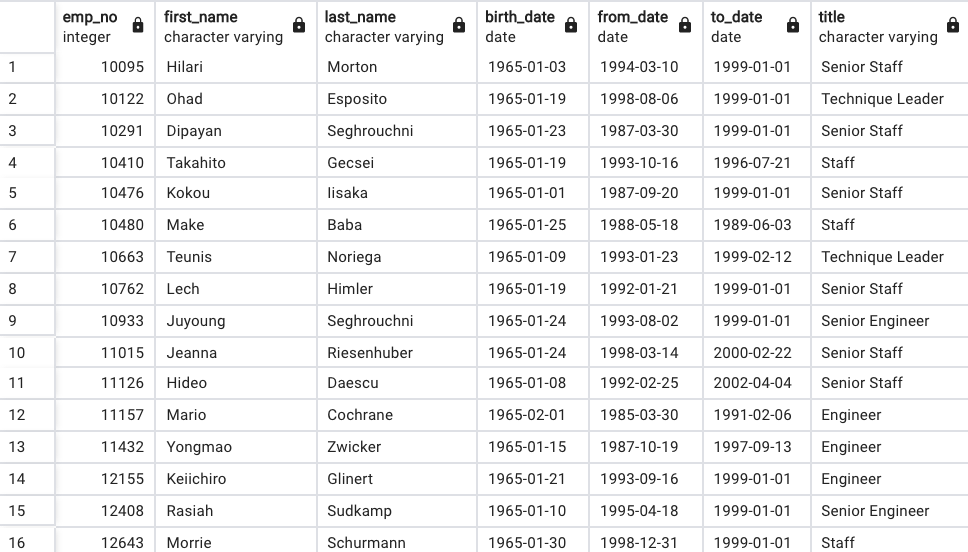 emp_no first_name last_name birth_date from_date to_date title
integer character varying character varying date date date character varying
1 10095 Hilari Morton 1965-01-03 1994-03-10 1999-01-01 Senior Staff
2 10122 Ohad Esposito 1965-01-19 1998-08-06 1999-01-01 Technique Leader
3 10291 Dipayan Seghrouchni 1965-01-23 1987-03-30 1999-01-01 Senior Staff
4 10410 Takahito Gecsei 1965-01-19 1993-10-16 1996-07-21 Staff
5 10476 Kokou Iisaka 1965-01-01 1987-09-20 1999-01-01 Senior Staff
6 10480 Make Baba 1965-01-25 1988-05-18 1989-06-03 Staff
7 10663 Teunis Noriega 1965-01-09 1993-01-23 1999-02-12 Technique Leader
8 10762 Lech Himler 1965-01-19 1992-01-21 1999-01-01 Senior Staff
9 10933 Juyoung Seghrouchni 1965-01-24 1993-08-02 1999-01-01 Senior Engineer
10 11015 Jeanna Riesenhuber 1965-01-24 1998-03-14 2000-02-22 Senior Staff
11 11126 Hideo Daescu 1965-01-08 1992-02-25 2002-04-04 Senior Staff
12 11157 Mario Cochrane 1965-02-01 1985-03-30 1991-02-06 Engineer
13 11432 Yongmao Zwicker 1965-01-15 1987-10-19 1997-09-13 Engineer
14 12155 Keiichiro Glinert 1965-01-21 1993-09-16 1999-01-01 Engineer
15 12408 Rasiah Sudkamp 1965-01-10 1995-04-18 1999-01-01 Senior Engineer
16 12643 Morrie Schurmann 1965-01-30 1998-12-31 1999-01-01 Staff